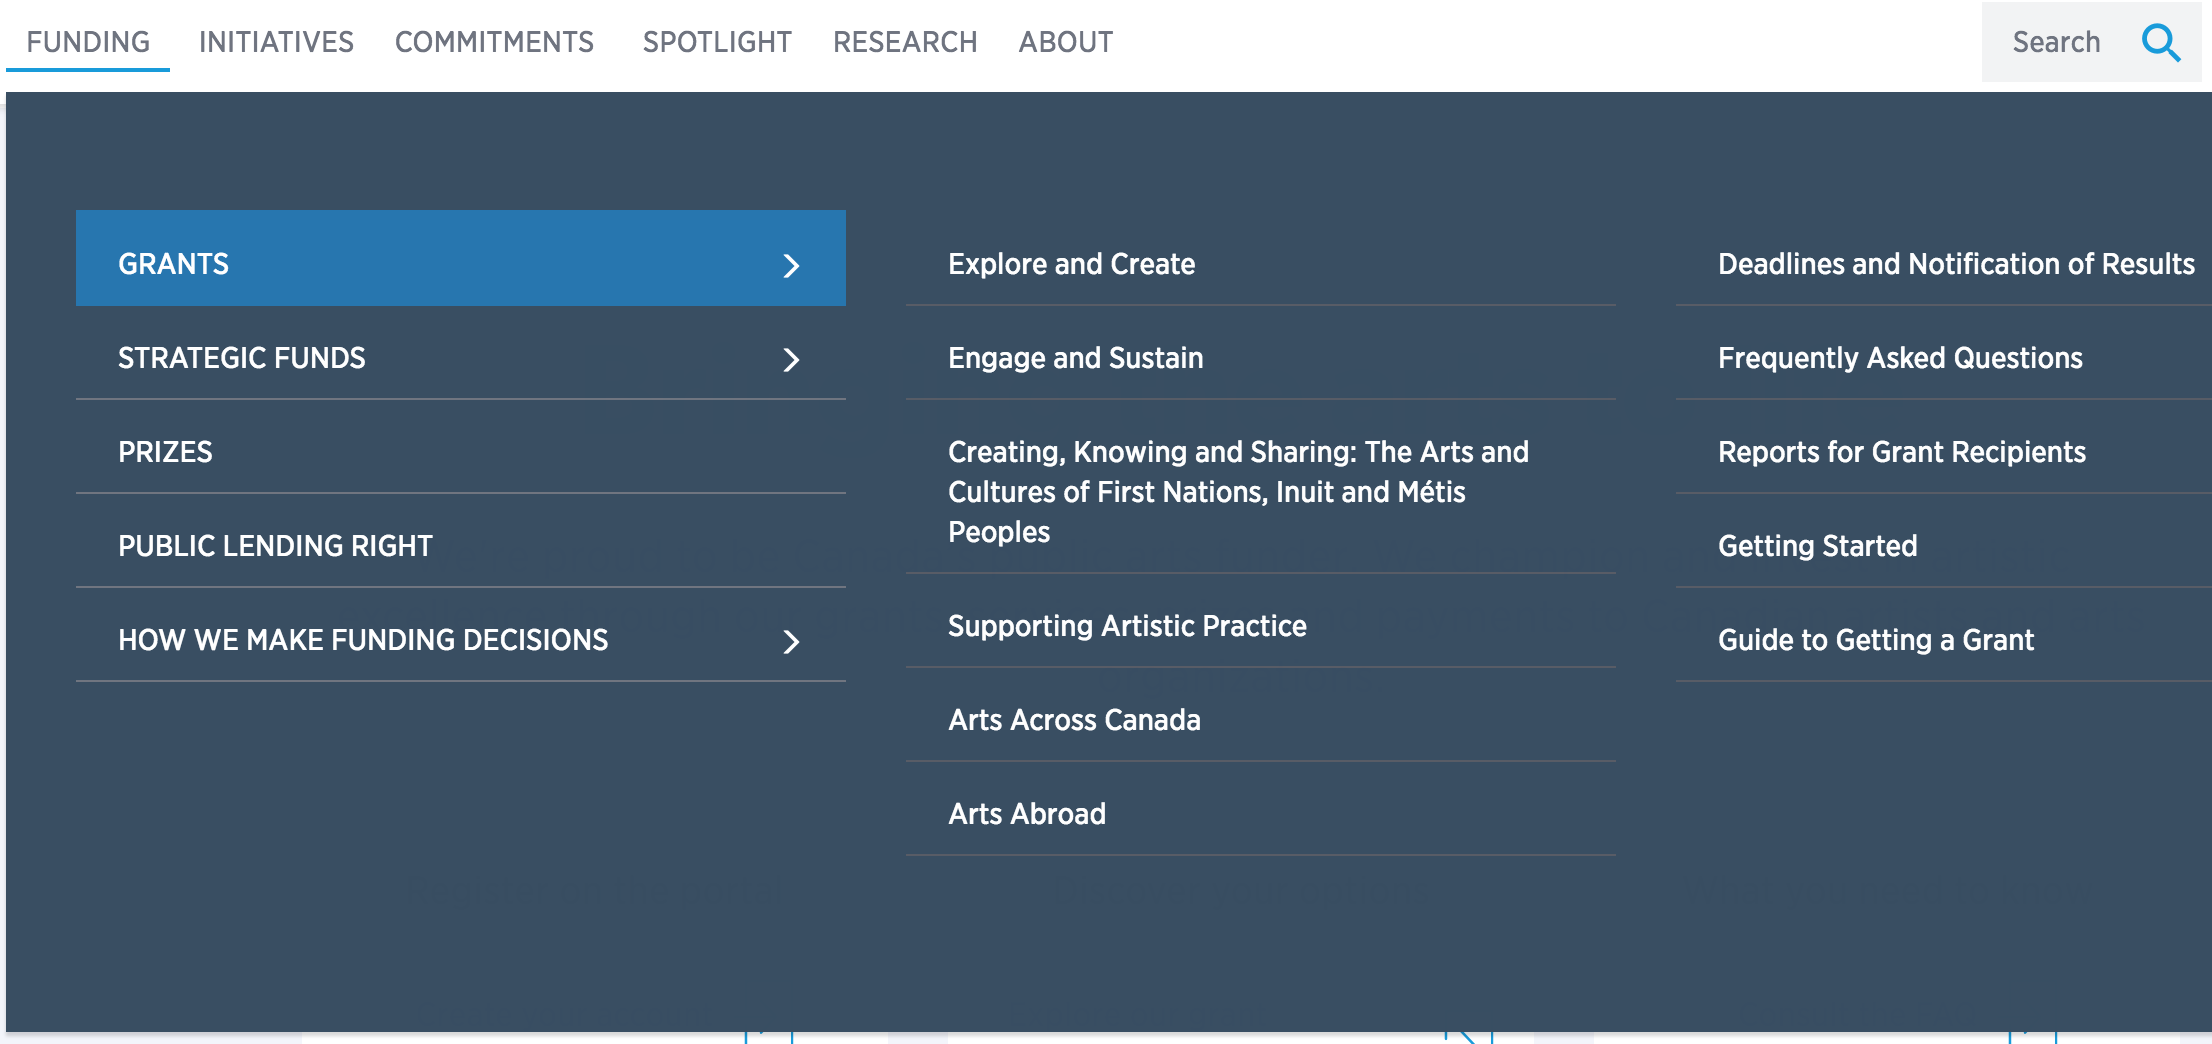 FUNDING INITIATIVES COMMITMENTS SPOTLIGHT RESEARCH ABOUT Search
GRANTS
STRATEGIC FUNDS
PRIZES
PUBLIC LENDING RIGHT
HOW WE MAKE FUNDING DECISIONS
Explore and Create
Engage and Sustain
Creating, Knowing and Sharing: The Arts and
Cultures of First Nations, Inuit and Métis
Peoples
Supporting Artistic Practice
Arts Across Canada
Arts Abroad
Deadlines and Notification of Results
Frequently Asked Questions
Reports for Grant Recipients
Getting Started
Guide to Getting a Grant